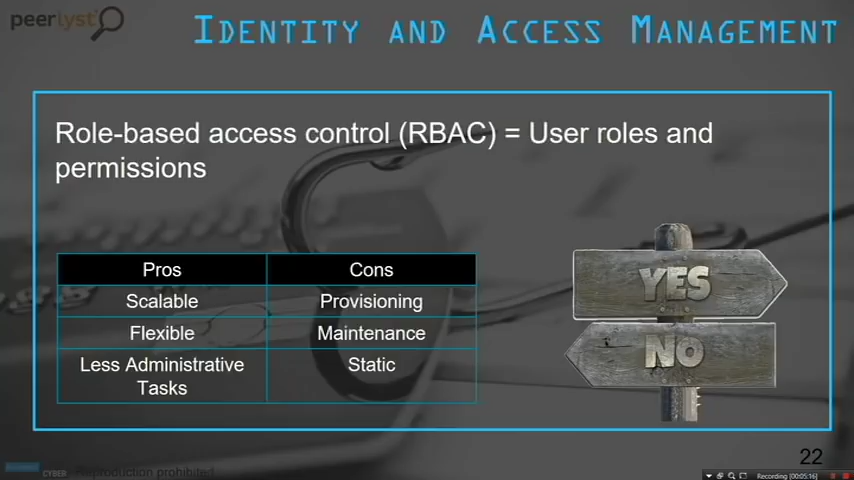 peerlyst
IDENTITY AND ACCESS MANAGEMENT
Role-based access control (RBAC) = User roles and
permissions
Pros Cons
Scalable Provisioning
Flexible Maintenance
Less Administrative Static
Tasks
YES
NO
22
CYBER
Reproduction prohibited
Recording [00:05:16]